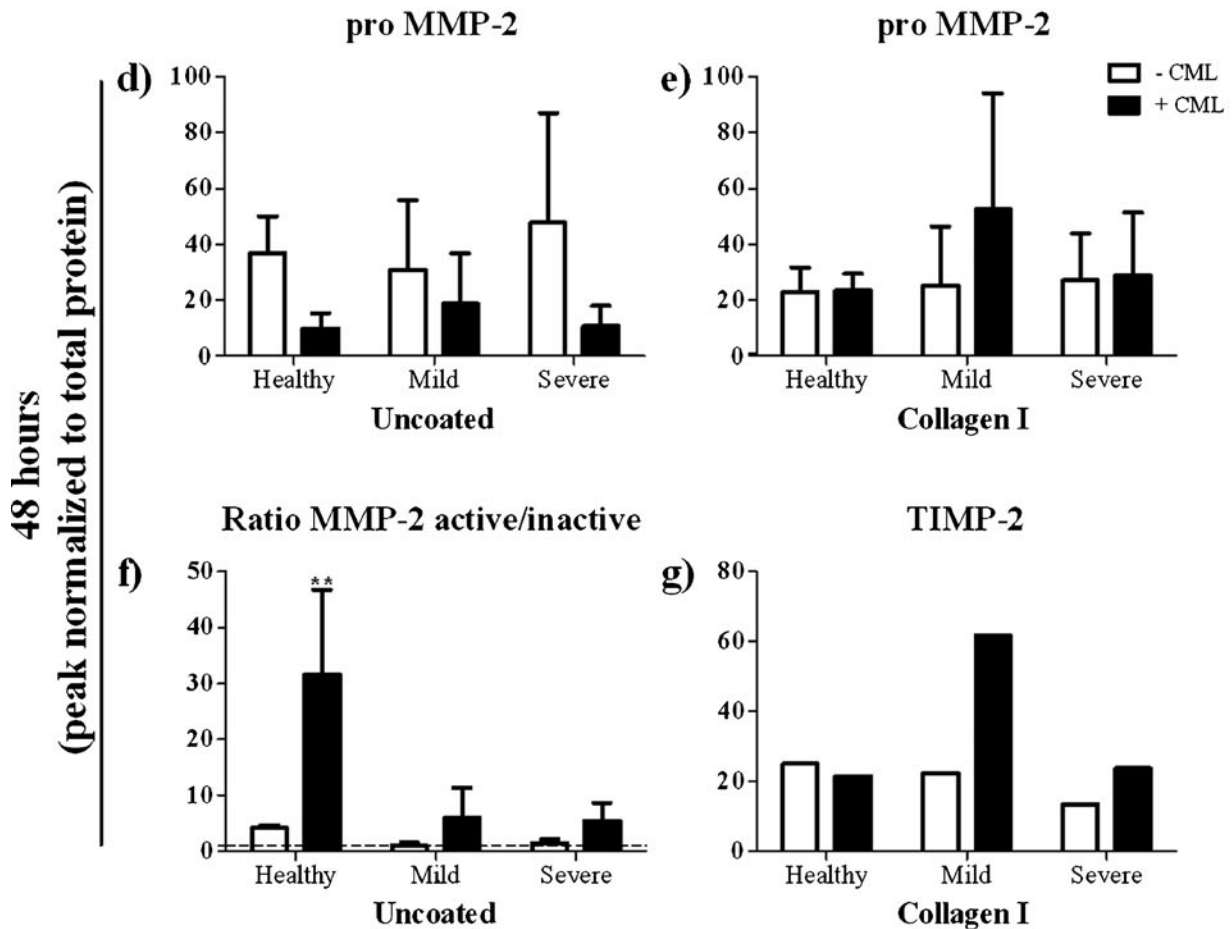 48 hours
(peak normalized to total protein)
pro MMP-2
d)
100
80
60
40
20
0
Healthy Mild Severe
Uncoated
pro MMP-2
e)
- CML
+ CML
100
80
60
40
20
0
Healthy Mild Severe
Collagen I
Ratio MMP-2 active/inactive
f)
**
50
40
30
20
10
0
Healthy Mild Severe
Uncoated
TIMP-2
g)
80
60
40
20
0
Healthy Mild Severe
Collagen I